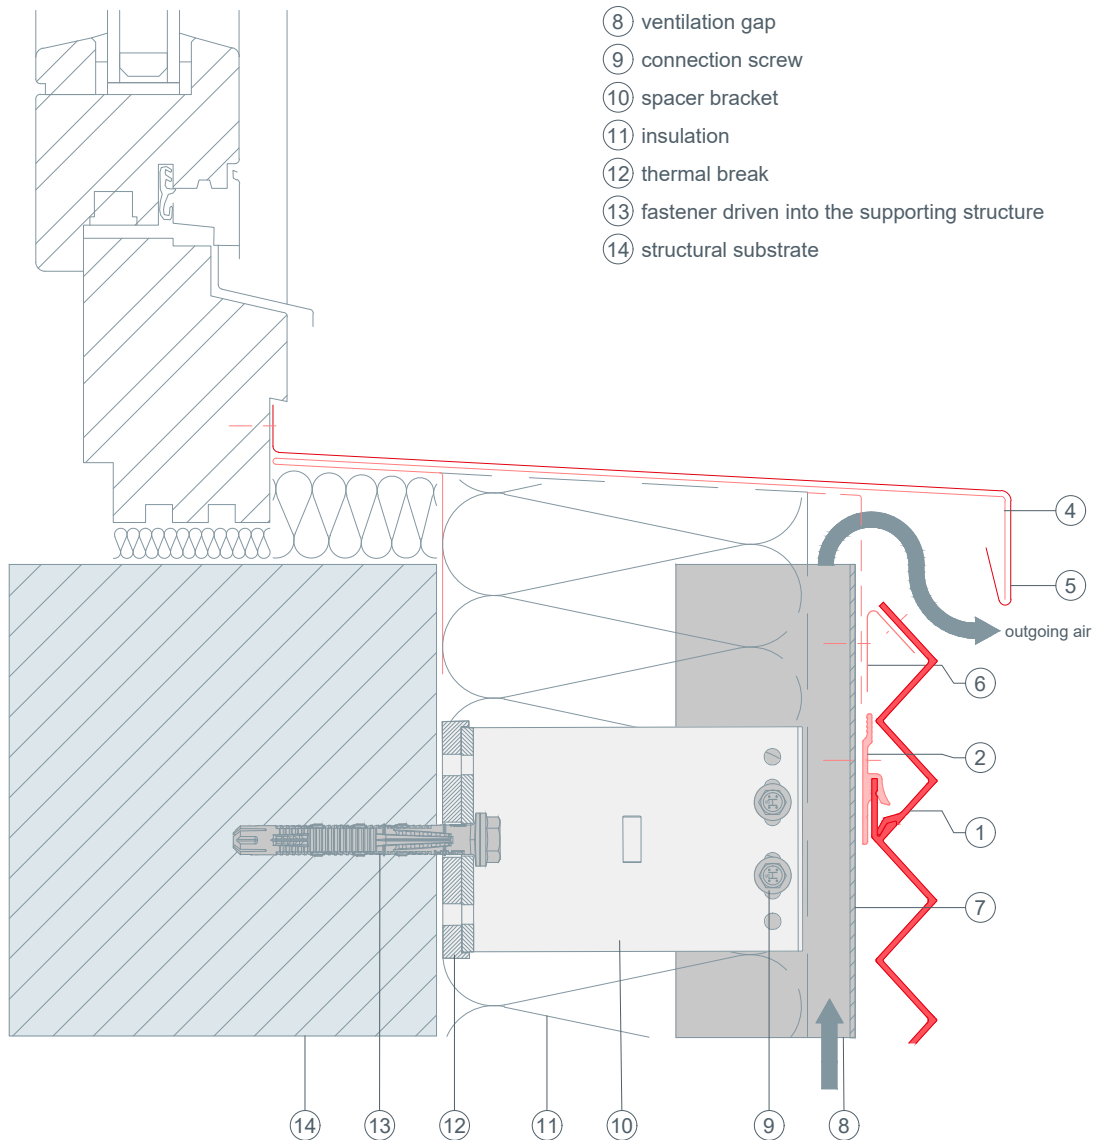 8 ventilation gap
9 connection screw
10 spacer bracket
11 insulation
12 thermal break
13 fastener driven into the supporting structure
14 structural substrate
4
5
outgoing air
6
2
1
7
14 13 12 11 10 9 8